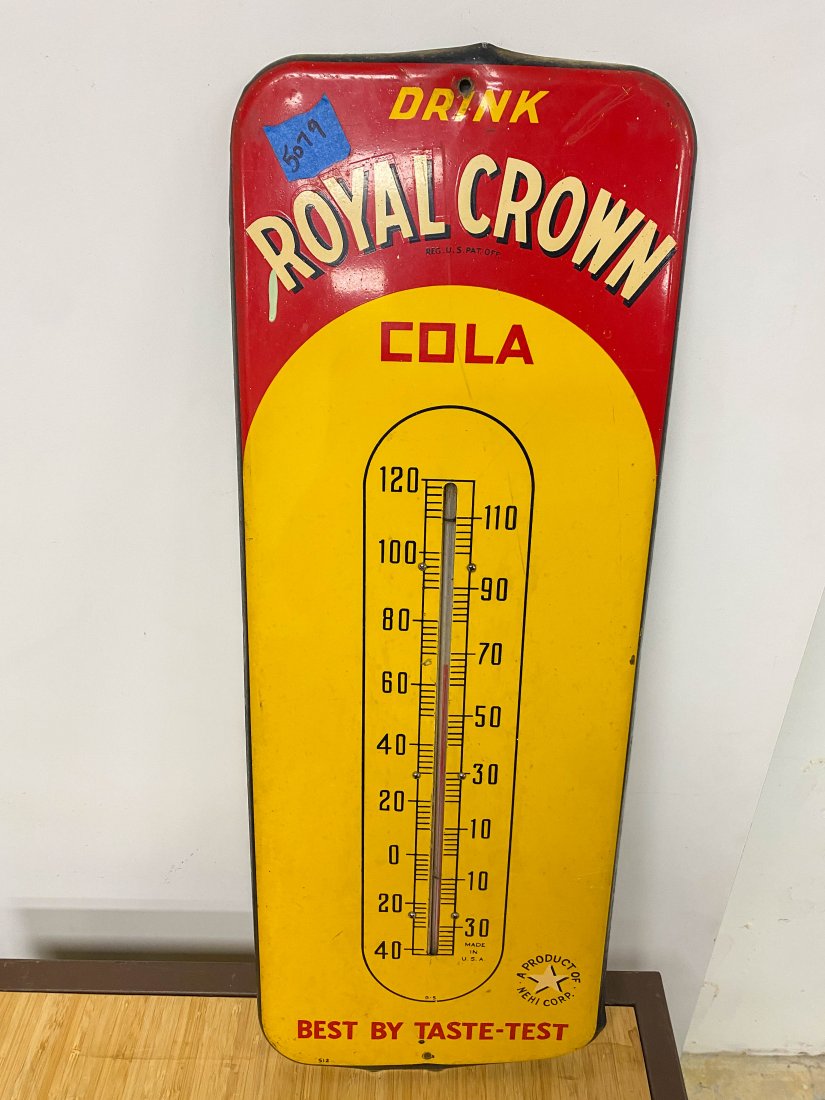 DRINK
5079
ROYAL CROWN
REG. U.S. PAT. OFF.
COLA
120
110
100
90
80
70
60
50
40
30
20
10
0
10
20
30
40
MADE
IN
U.S.A.
A PRODUCT OF
NEHI CORP.
D-S
BEST BY TASTE-TEST